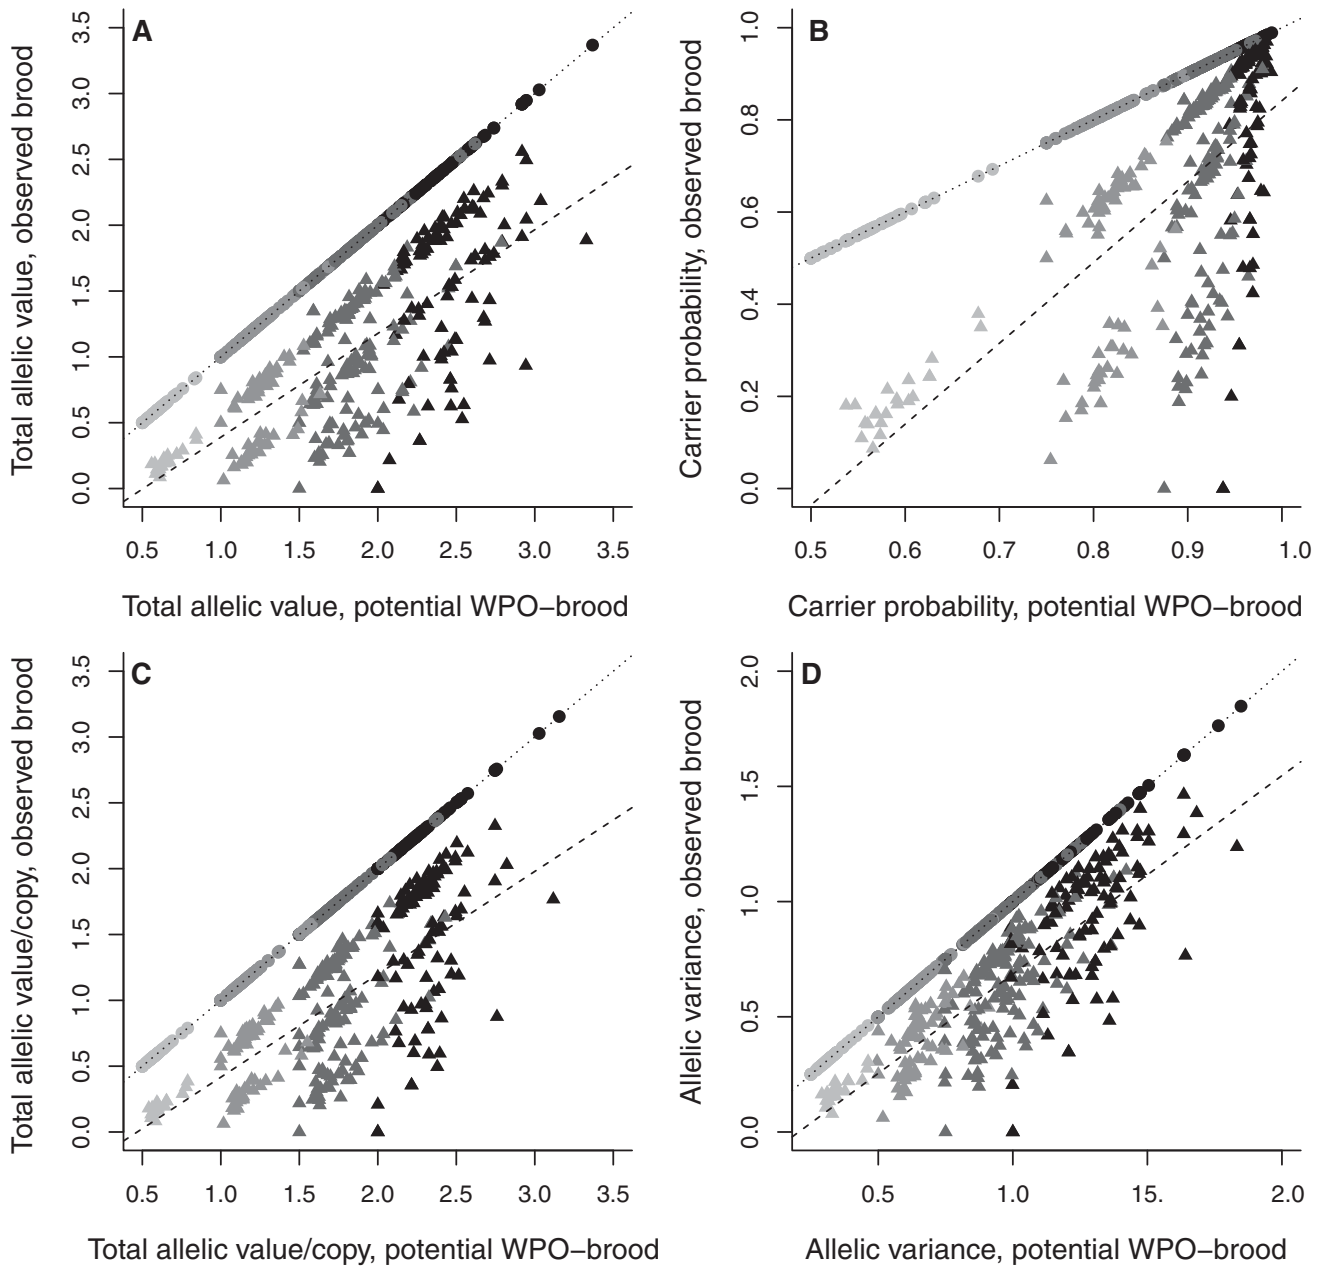 A
Total allelic value, observed brood
3.5
3.0
2.5
2.0
1.5
1.0
0.5
0.0
0.5 1.0 1.5 2.0 2.5 3.0 3.5
Total allelic value, potential WPO−brood
B
Carrier probability, observed brood
1.0
0.8
0.6
0.4
0.2
0.0
0.5 0.6 0.7 0.8 0.9 1.0
Carrier probability, potential WPO−brood
C
Total allelic value/copy, observed brood
3.5
3.0
2.5
2.0
1.5
1.0
0.5
0.0
0.5 1.0 1.5 2.0 2.5 3.0 3.5
Total allelic value/copy, potential WPO−brood
D
Allelic variance, observed brood
2.0
1.5
1.0
0.5
0.0
0.5 1.0 15. 2.0
Allelic variance, potential WPO−brood